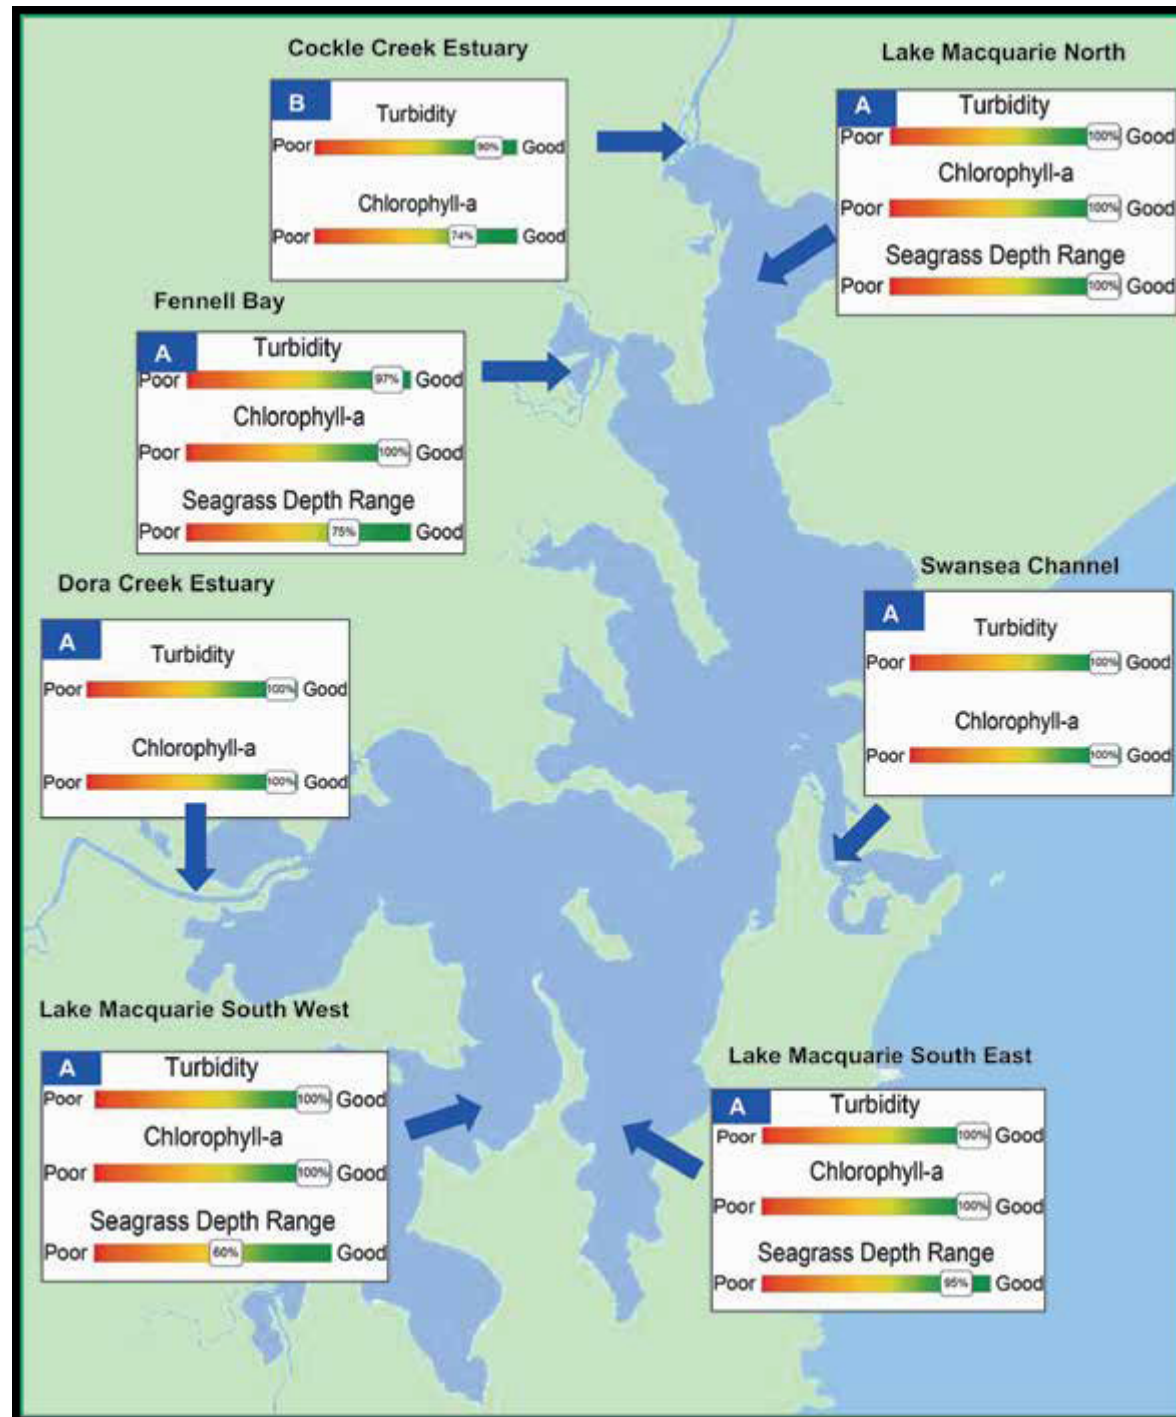 Cockle Creek Estuary
B
Turbidity
Poor 90% Good
Chlorophyll-a
Poor 74% Good
Lake Macquarie North
A
Turbidity
Poor 100% Good
Chlorophyll-a
Poor 100% Good
Seagrass Depth Range
Poor 100% Good
Fennell Bay
A
Turbidity
Poor 97% Good
Chlorophyll-a
Poor 100% Good
Seagrass Depth Range
Poor 75% Good
Swansea Channel
A
Turbidity
Poor 100% Good
Chlorophyll-a
Poor 100% Good
Dora Creek Estuary
A
Turbidity
Poor 100% Good
Chlorophyll-a
Poor 100% Good
Lake Macquarie South West
A
Turbidity
Poor 100% Good
Chlorophyll-a
Poor 100% Good
Seagrass Depth Range
Poor 60% Good
Lake Macquarie South East
A
Turbidity
Poor 100% Good
Chlorophyll-a
Poor 100% Good
Seagrass Depth Range
Poor 95% Good